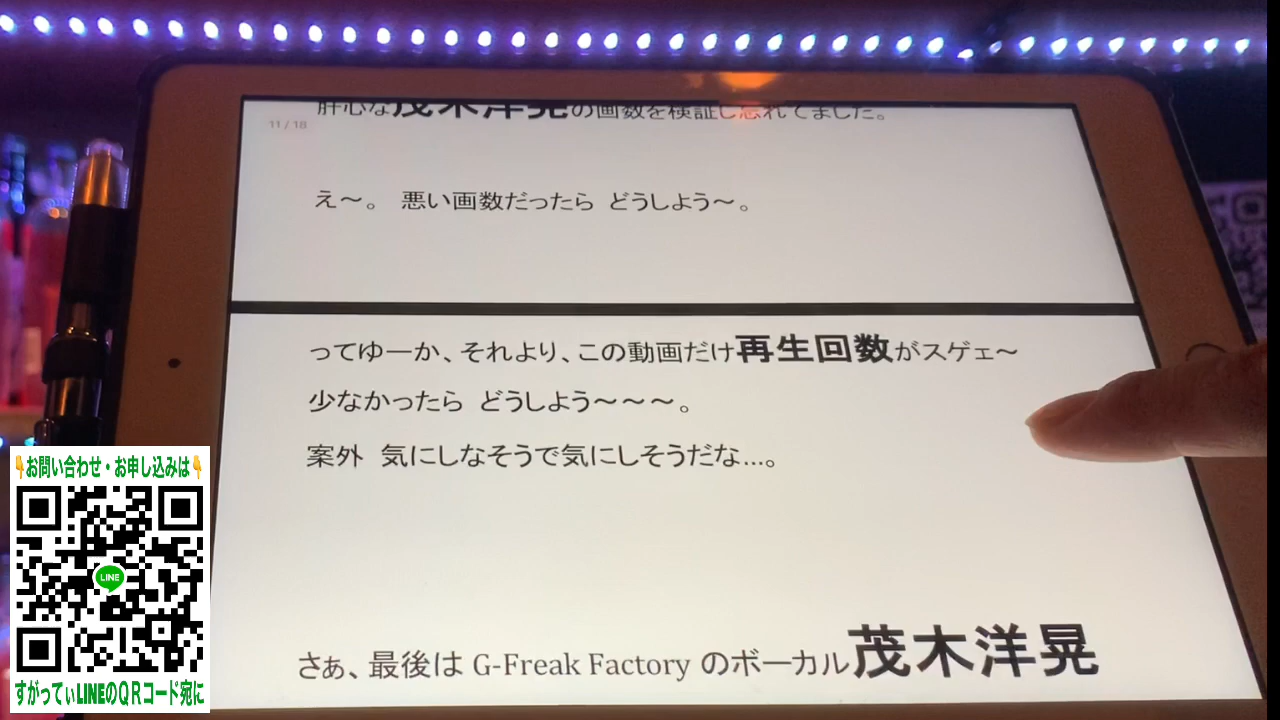 肝心な茂木洋晃の画数を検証し忘れてました。
11 / 18
え～。 悪い画数だったら どうしよう～。
ってゆーか、それより、この動画だけ再生回数がスゲェ～
少なかったら どうしよう～～～。
案外 気にしなそうで気にしそうだな…。
さぁ、最後は G-Freak Factory のボーカル茂木洋晃
👇お問い合わせ・お申し込みは👇
LINE
すがってぃLINEのQRコード宛に